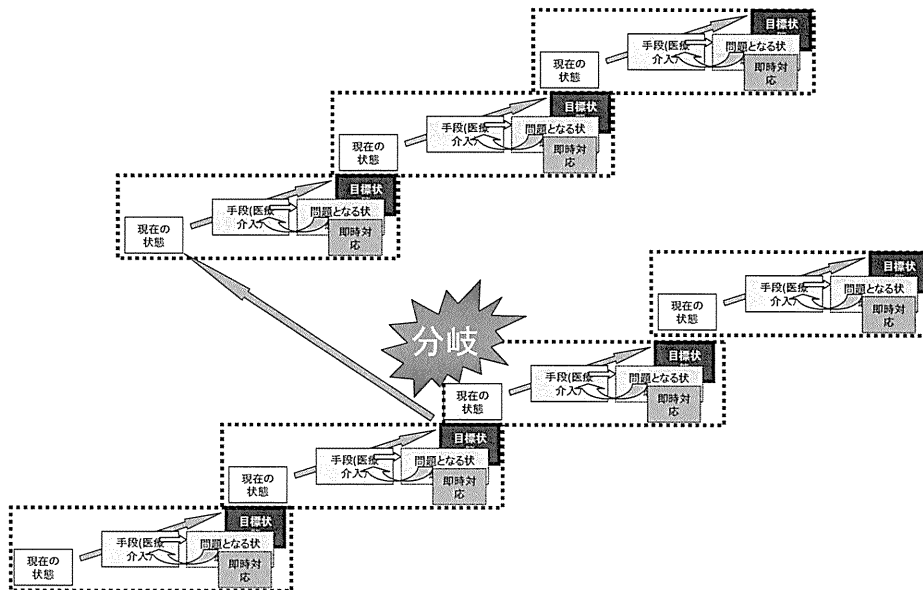 目標状
手段(医療
介入)
問題となる状
即時対
応
現在の
状態
目標状
手段(医療
介入)
問題となる状
即時対
応
現在の
状態
目標状
手段(医療
介入)
問題となる状
即時対
応
現在の
状態
目標状
手段(医療
介入)
問題となる状
即時対
応
現在の
状態
分岐
目標状
手段(医療
介入)
問題となる状
即時対
応
現在の
状態
目標状
手段(医療
介入)
問題となる状
即時対
応
現在の
状態
目標状
手段(医療
介入)
問題となる状
即時対
応
現在の
状態